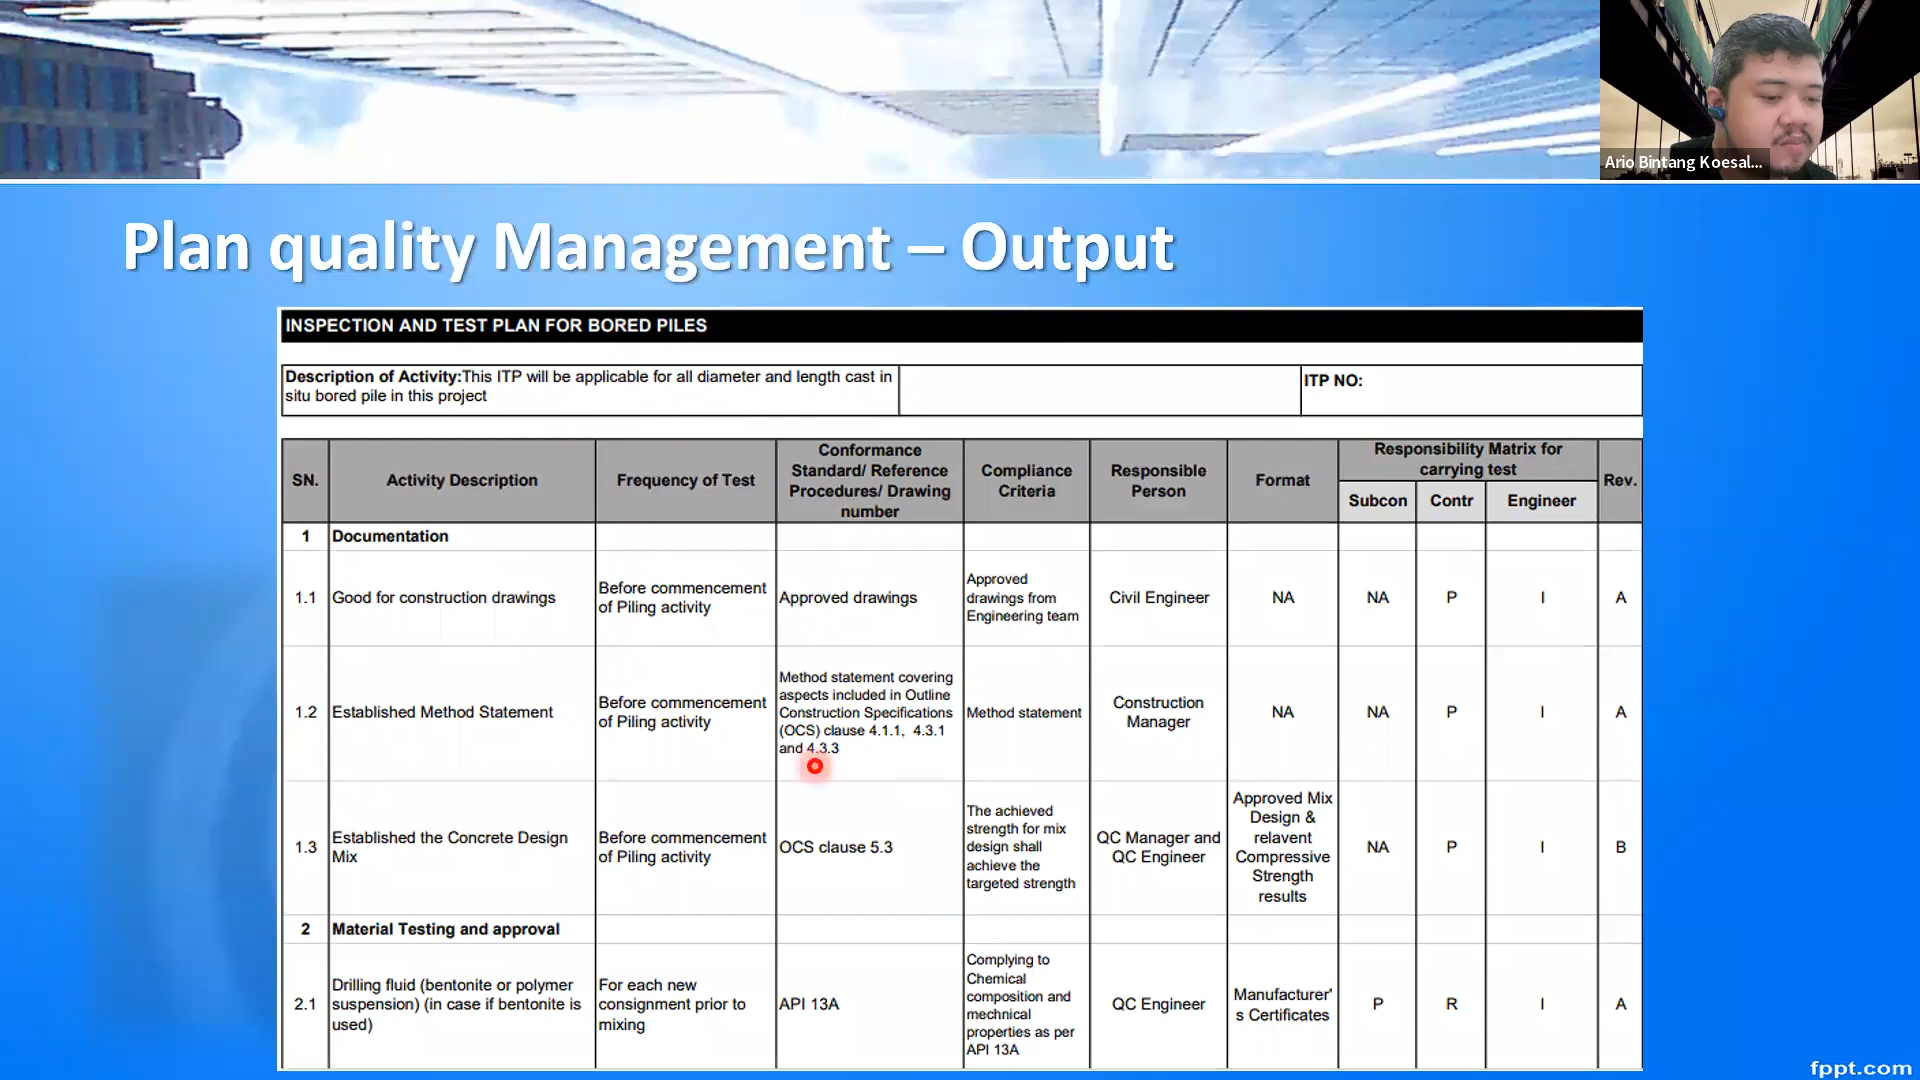 Ario Bintang Koesal...
Plan quality Management – Output
INSPECTION AND TEST PLAN FOR BORED PILES
Description of Activity:This ITP will be applicable for all diameter and length cast in
situ bored pile in this project
ITP NO:
SN.
Activity Description
Frequency of Test
Conformance
Standard/ Reference
Procedures/ Drawing
number
Compliance
Criteria
Responsible
Person
Format
Responsibility Matrix for
carrying test
Subcon
Contr
Engineer
Rev.
1
Documentation
1.1
Good for construction drawings
Before commencement
of Piling activity
Approved drawings
Approved
drawings from
Engineering team
Civil Engineer
NA
NA
P
I
A
1.2
Established Method Statement
Before commencement
of Piling activity
Method statement covering
aspects included in Outline
Construction Specifications
(OCS) clause 4.1.1, 4.3.1
and 4.3.3
Method statement
Construction
Manager
NA
NA
P
I
A
1.3
Established the Concrete Design
Mix
Before commencement
of Piling activity
OCS clause 5.3
The achieved
strength for mix
design shall
achieve the
targeted strength
QC Manager and
QC Engineer
Approved Mix
Design &
relavent
Compressive
Strength
results
NA
P
I
B
2
Material Testing and approval
2.1
Drilling fluid (bentonite or polymer
suspension) (in case if bentonite is
used)
For each new
consignment prior to
mixing
API 13A
Complying to
Chemical
composition and
mechnical
properties as per
API 13A
QC Engineer
Manufacturer'
s Certificates
P
R
I
A
fppt.com